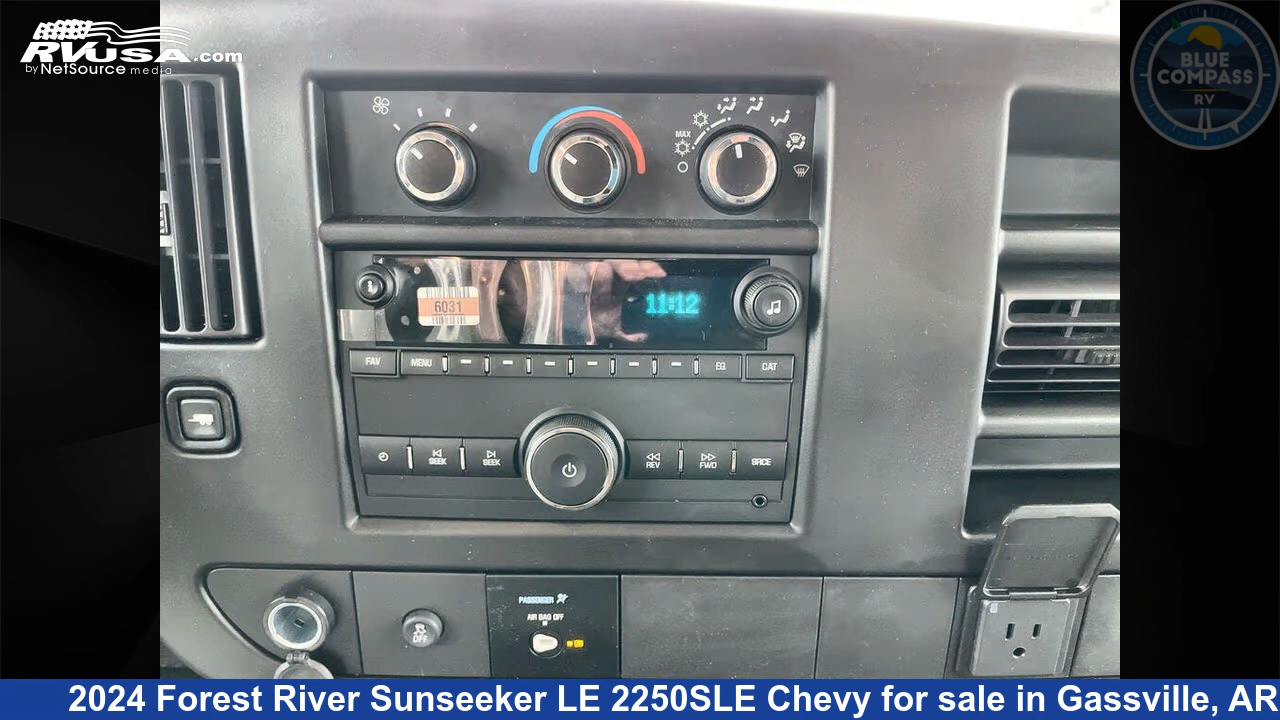 RVUSA.com
by NetSource media
BLUE
COMPASS
RV
MAX
6031
11:12
FAV
MENU
EQ
CAT
SEEK
SEEK
REV
FWD
SRCE
PASSENGER
AIR BAG OFF
OFF
2024 Forest River Sunseeker LE 2250SLE Chevy for sale in Gassville, AR